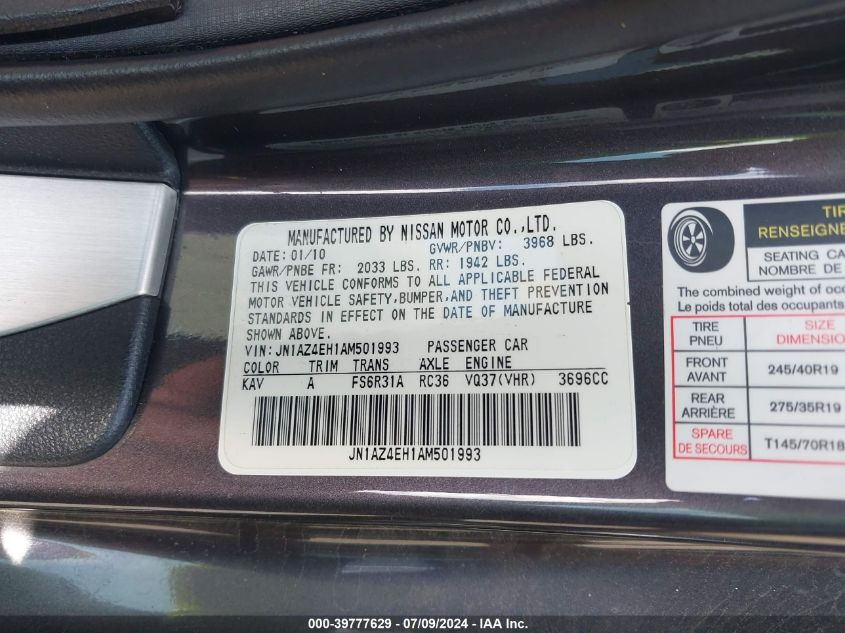 MANUFACTURED BY NISSAN MOTOR CO.,LTD.
DATE: 01/10 GVWR/PNBV: 3968 LBS.
GAWR/PNBE FR: 2033 LBS. RR: 1942 LBS.
THIS VEHICLE CONFORMS TO ALL APPLICABLE FEDERAL
MOTOR VEHICLE SAFETY,BUMPER,AND THEFT PREVENTION
STANDARDS IN EFFECT ON THE DATE OF MANUFACTURE
SHOWN ABOVE.
VIN: JN1AZ4EH1AM501993 PASSENGER CAR
COLOR TRIM TRANS AXLE ENGINE
KAV A FS6R31A RC36 VQ37(VHR) 3696CC
JN1AZ4EH1AM501993
TIR
RENSEIGNE
SEATING CA
NOMBRE DE
The combined weight of occ
Le poids total des occupants
TIRE SIZE
PNEU DIMENSIO
FRONT
AVANT 245/40R19
REAR
ARRIÈRE 275/35R19
SPARE
DE SECOURS T145/70R18
000-39777629 - 07/09/2024 - IAA Inc.